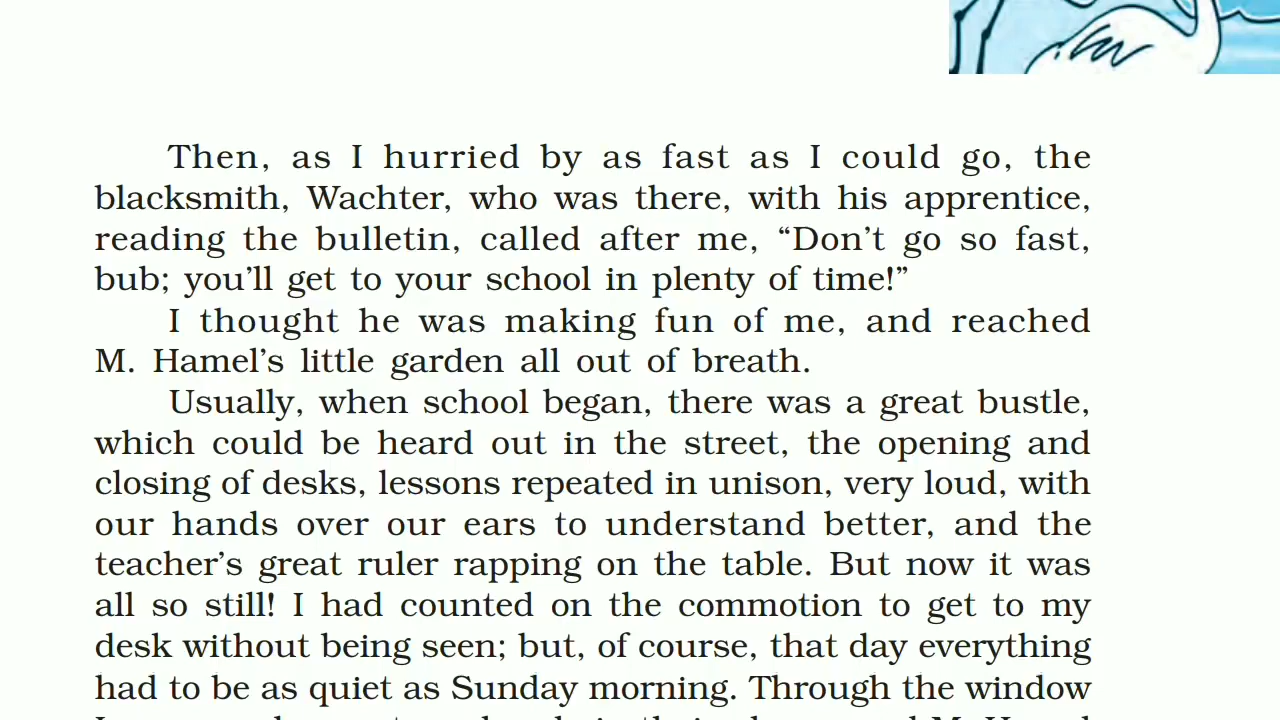 Then, as I hurried by as fast as I could go, the
blacksmith, Wachter, who was there, with his apprentice,
reading the bulletin, called after me, “Don’t go so fast,
bub; you’ll get to your school in plenty of time!”
I thought he was making fun of me, and reached
M. Hamel’s little garden all out of breath.
Usually, when school began, there was a great bustle,
which could be heard out in the street, the opening and
closing of desks, lessons repeated in unison, very loud, with
our hands over our ears to understand better, and the
teacher’s great ruler rapping on the table. But now it was
all so still! I had counted on the commotion to get to my
desk without being seen; but, of course, that day everything
had to be as quiet as Sunday morning. Through the window